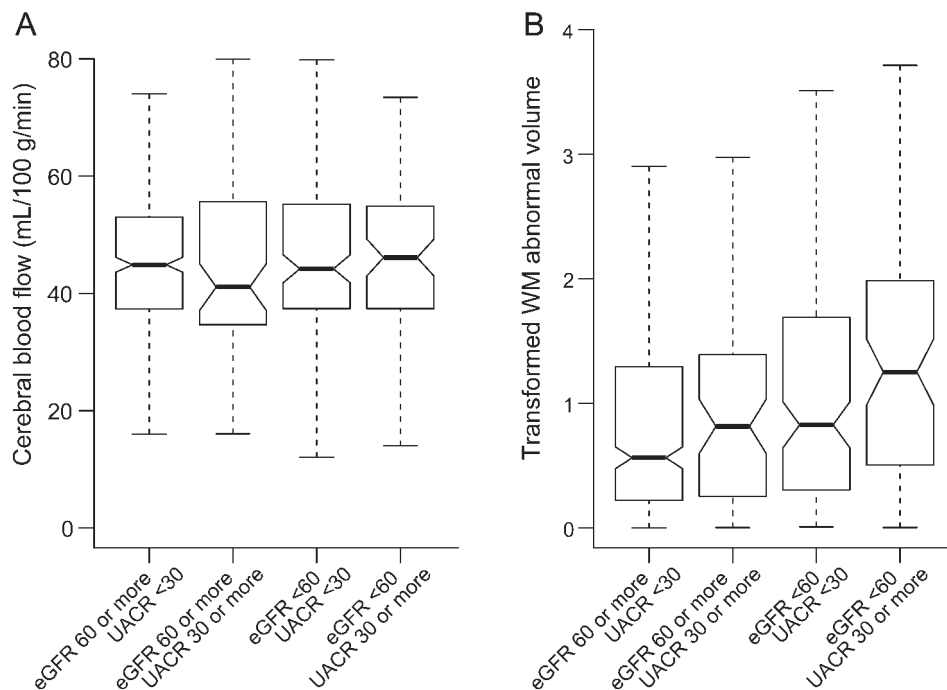 A
Cerebral blood flow (mL/100 g/min)
80
60
40
20
0
eGFR 60 or more
UACR <30
eGFR 60 or more
UACR 30 or more
eGFR <60
UACR <30
eGFR <60
UACR 30 or more
B
Transformed WM abnormal volume
4
3
2
1
0
eGFR 60 or more
UACR <30
eGFR 60 or more
UACR 30 or more
eGFR <60
UACR <30
eGFR <60
UACR 30 or more